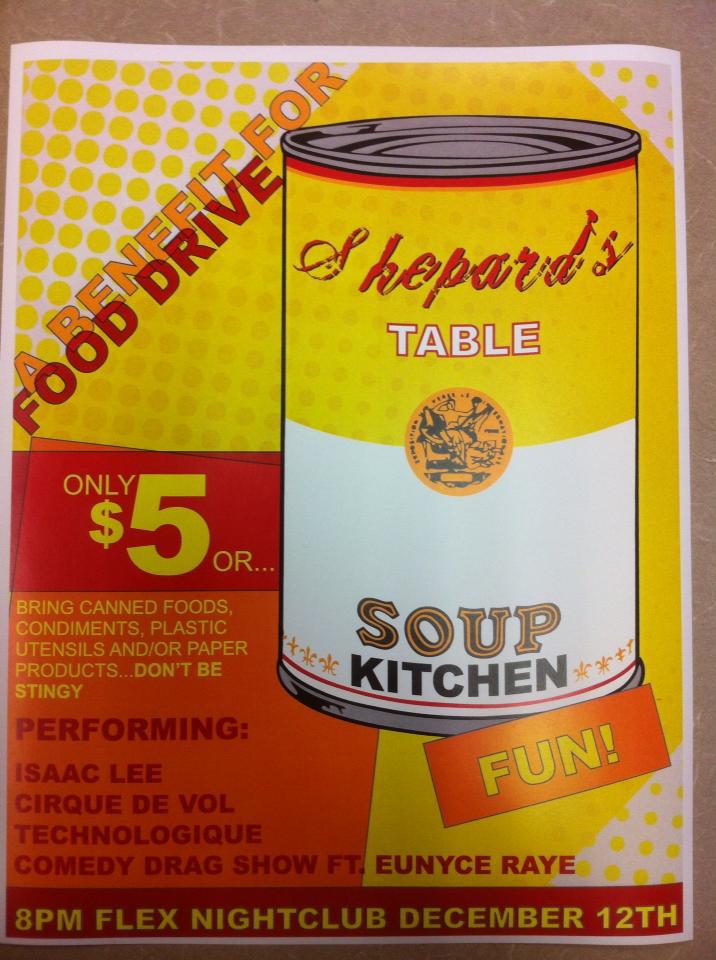 A BENEFIT FOR
FOOD DRIVE
Shepard's
TABLE
ONLY
$5
OR...
BRING CANNED FOODS,
CONDIMENTS, PLASTIC
UTENSILS AND/OR PAPER
PRODUCTS...DON'T BE
STINGY
SOUP
KITCHEN
FUN!
PERFORMING:
ISAAC LEE
CIRQUE DE VOL
TECHNOLOGIQUE
COMEDY DRAG SHOW FT. EUNYCE RAYE
8PM FLEX NIGHTCLUB DECEMBER 12TH